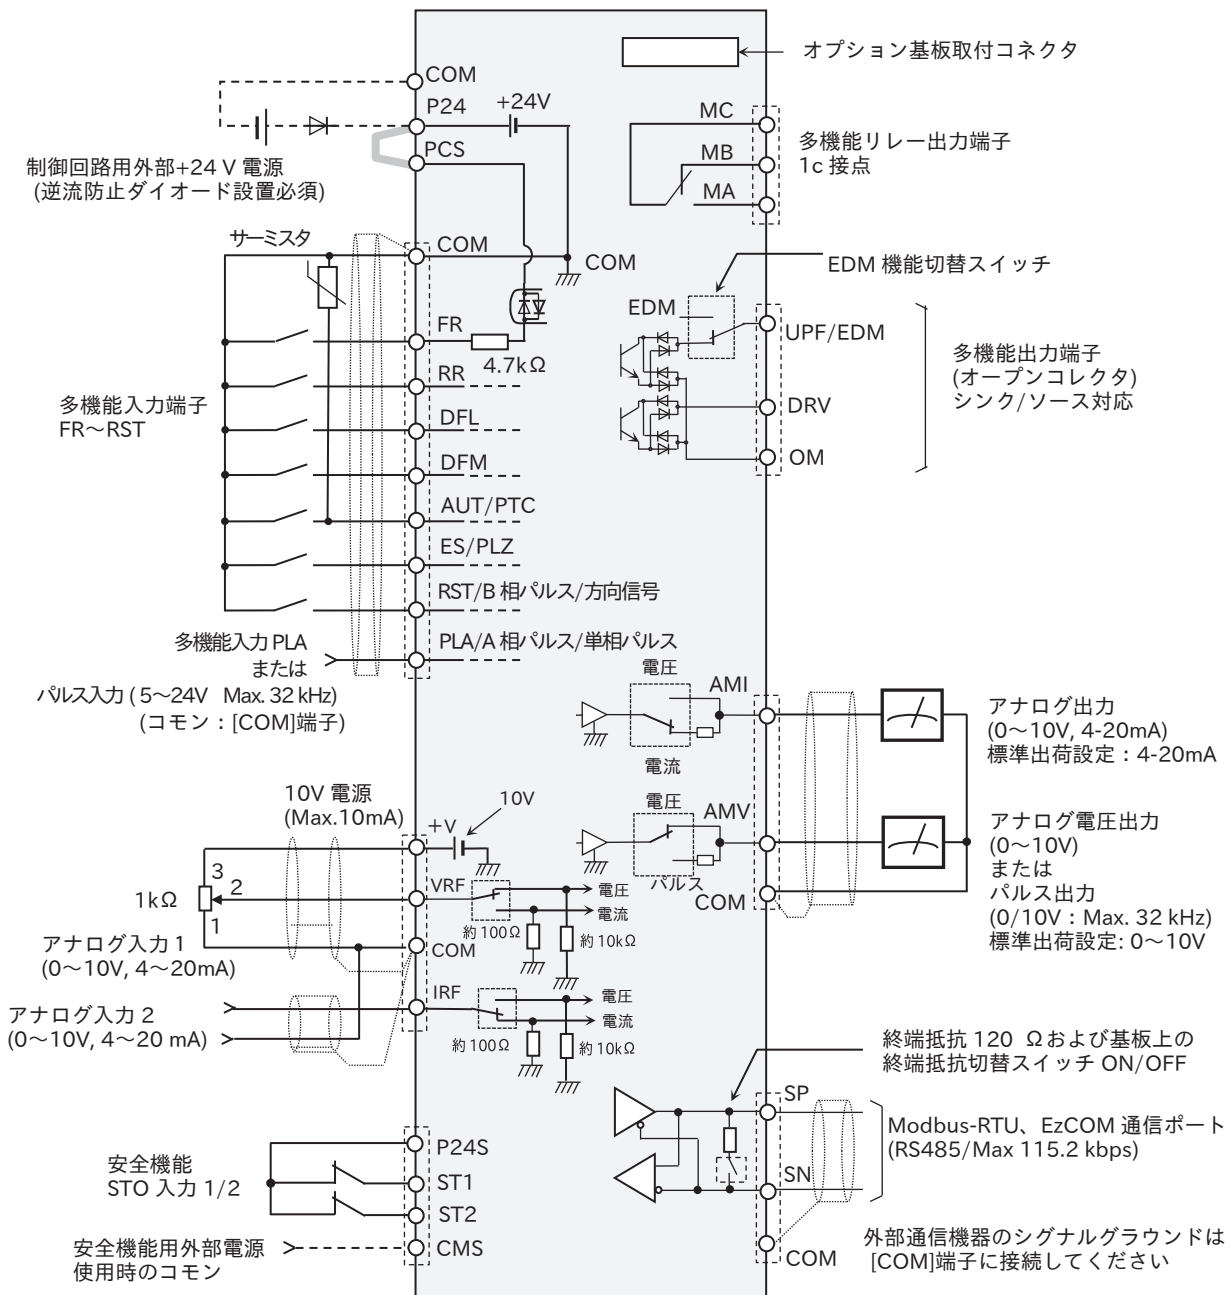 オプション基板取付コネクタ
COM
P24
+24V
PCS
制御回路用外部+24 V 電源
(逆流防止ダイオード設置必須)
MC
MB
MA
多機能リレー出力端子
1c 接点
サーミスタ
COM
COM
FR
4.7kΩ
RR
DFL
DFM
AUT/PTC
ES/PLZ
RST/B 相パルス/方向信号
PLA/A 相パルス/単相パルス
多機能入力端子
FR～RST
多機能入力 PLA
または
パルス入力 ( 5～24V Max. 32 kHz)
(コモン：[COM]端子)
EDM 機能切替スイッチ
EDM
UPF/EDM
DRV
OM
多機能出力端子
(オープンコレクタ)
シンク/ソース対応
電圧
AMI
電流
アナログ出力
(0～10V, 4-20mA)
標準出荷設定：4-20mA
電圧
AMV
パルス
COM
アナログ電圧出力
(0～10V)
または
パルス出力
(0/10V：Max. 32 kHz)
標準出荷設定: 0～10V
10V 電源
(Max.10mA)
+V
10V
3
2
1
1kΩ
VRF
電圧
電流
約 100Ω
約 10kΩ
COM
アナログ入力 1
(0～10V, 4～20mA)
IRF
電圧
電流
約 100Ω
約 10kΩ
アナログ入力 2
(0～10V, 4～20 mA)
終端抵抗 120 Ωおよび基板上の
終端抵抗切替スイッチ ON/OFF
SP
SN
COM
Modbus-RTU、EzCOM 通信ポート
(RS485/Max 115.2 kbps)
外部通信機器のシグナルグラウンドは
[COM]端子に接続してください
P24S
ST1
ST2
CMS
安全機能
STO 入力 1/2
安全機能用外部電源
使用時のコモン